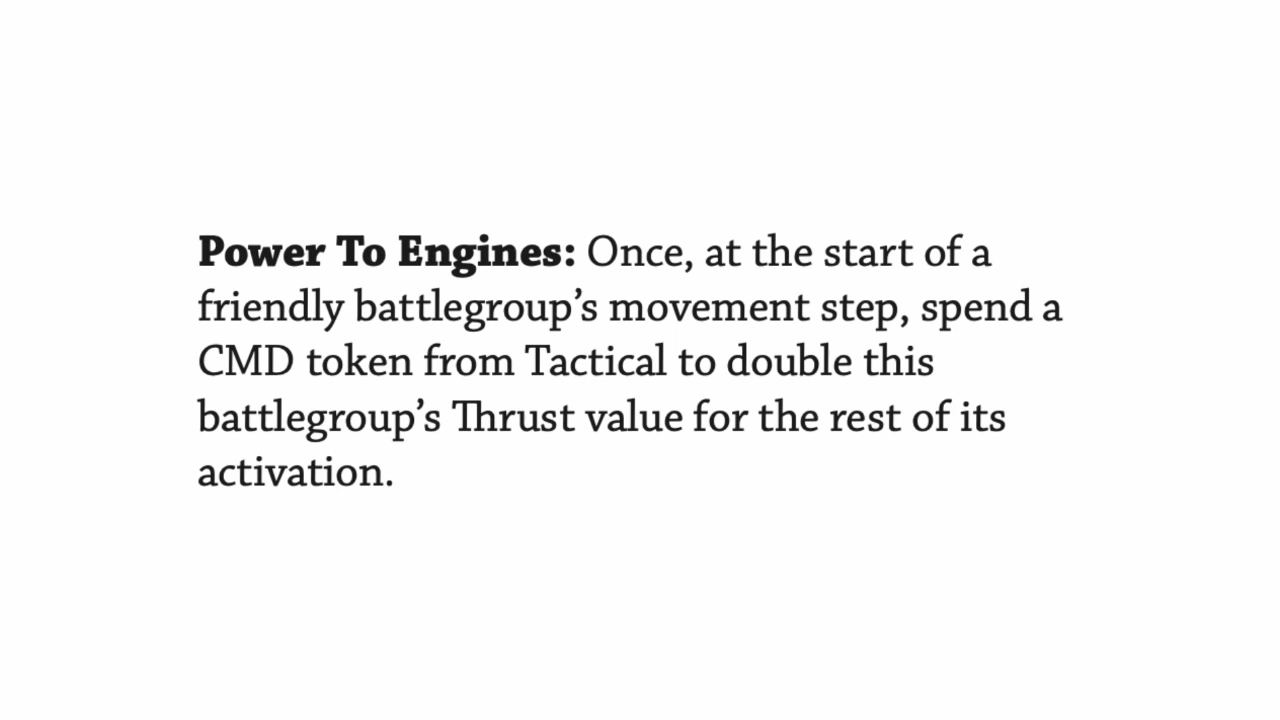 Power To Engines: Once, at the start of a
friendly battlegroup’s movement step, spend a
CMD token from Tactical to double this
battlegroup’s Thrust value for the rest of its
activation.